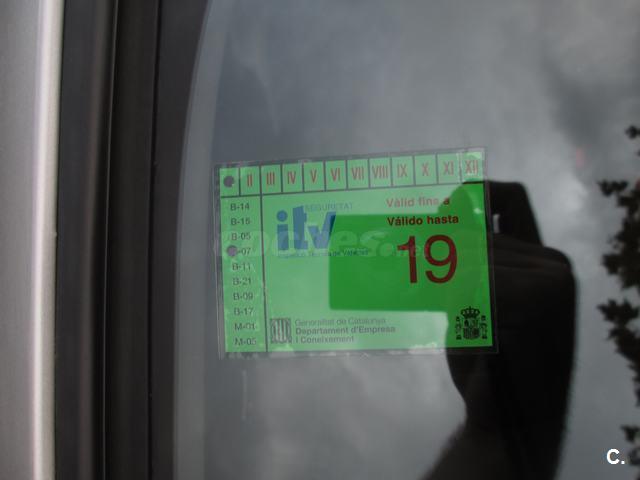 II III IV V VI VII VIII IX X XI XII
B-14
B-15
B-05
-07
B-11
B-21
B-09
B-17
M-01
M-05
SEGURETAT
itv
Vàlid fins a
Válido hasta
19
Generalitat de Catalunya
Departament d'Empresa
i Coneixement
C.